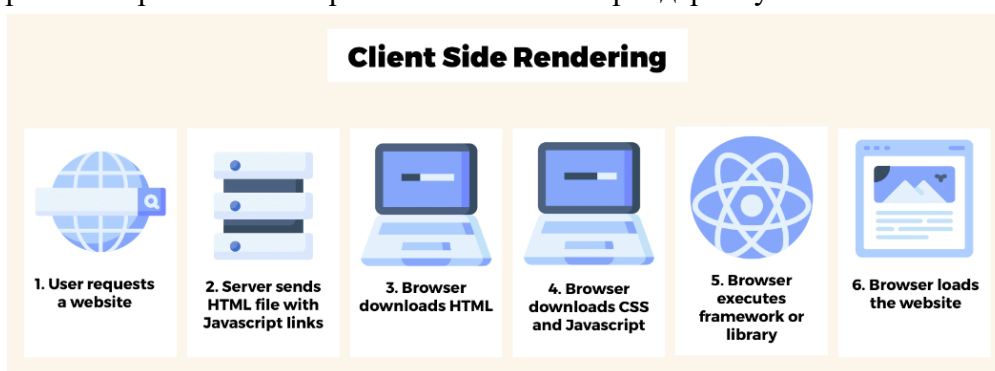 Client Side Rendering
1. User requests
a website
2. Server sends
HTML file with
Javascript links
3. Browser
downloads HTML
4. Browser
downloads CSS
and Javascript
5. Browser
executes
framework or
library
6. Browser loads
the website